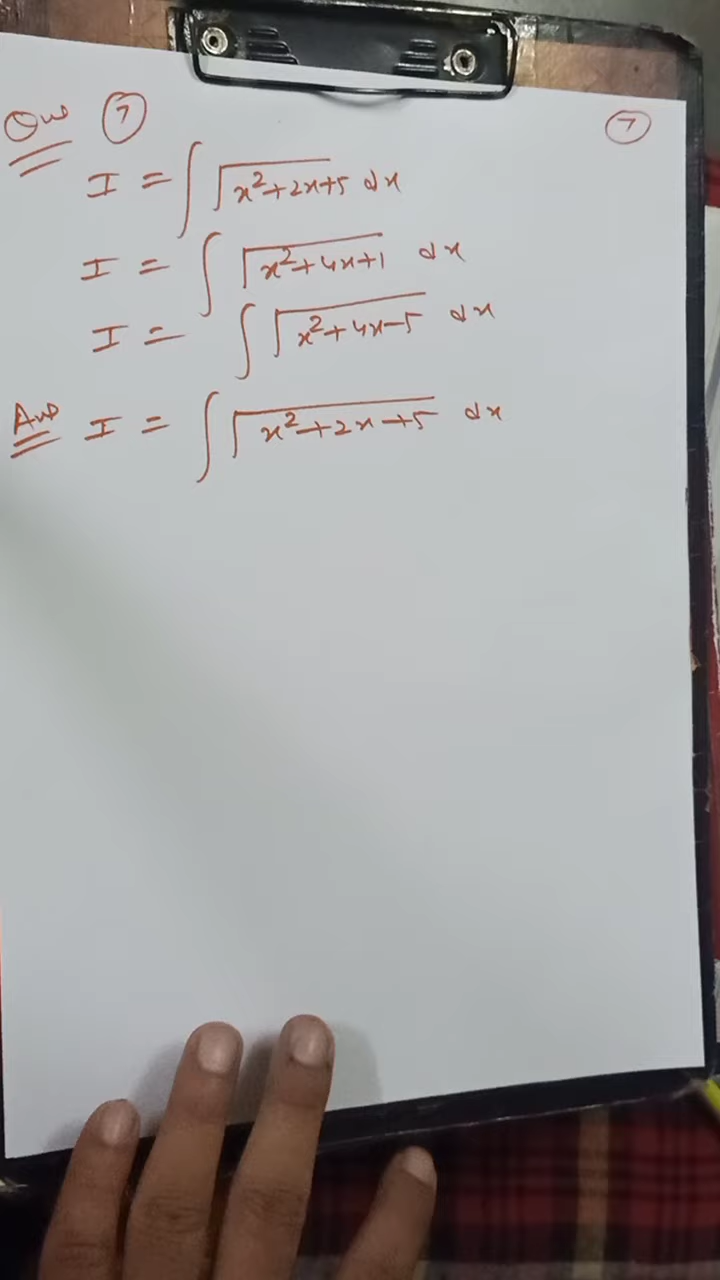 Que ⑦ ⑦
I = ∫ √x²+2x+5 dx
I = ∫ √x²+4x+1 dx
I = ∫ √x²+4x-5 dx
Ans I = ∫ √x²+2x+5 dx